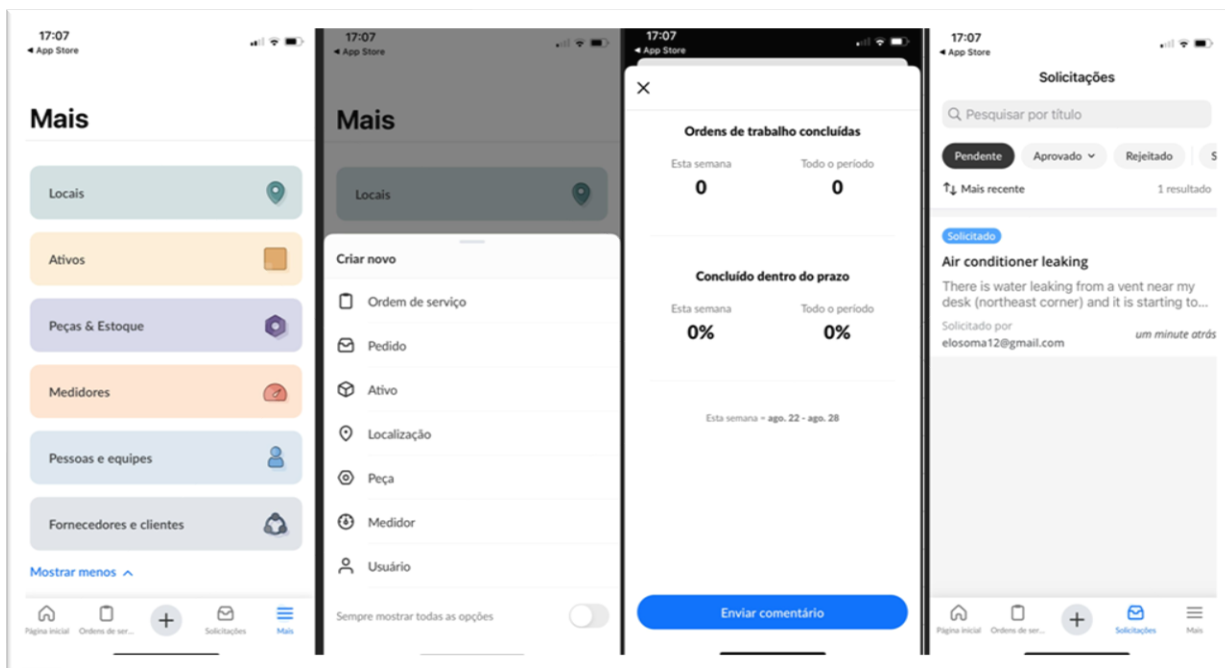 17:07
◀ App Store
Mais
Locais
Ativos
Peças & Estoque
Medidores
Pessoas e equipes
Fornecedores e clientes
Mostrar menos
Página inicial
Ordens de ser...
Solicitações
Mais
17:07
◀ App Store
Mais
Locais
Criar novo
Ordem de serviço
Pedido
Ativo
Localização
Peça
Medidor
Usuário
Sempre mostrar todas as opções
17:07
◀ App Store
Ordens de trabalho concluídas
Esta semana Todo o período
0 0
Concluído dentro do prazo
Esta semana Todo o período
0% 0%
Esta semana = ago. 22 - ago. 28
Enviar comentário
17:07
◀ App Store
Solicitações
Pesquisar por título
Pendente Aprovado Rejeitado S
Mais recente 1 resultado
Solicitado
Air conditioner leaking
There is water leaking from a vent near my
desk (northeast corner) and it is starting to...
Solicitado por
elosoma12@gmail.com um minute atrás
Página inicial
Ordens de ser...
Solicitações
Mais